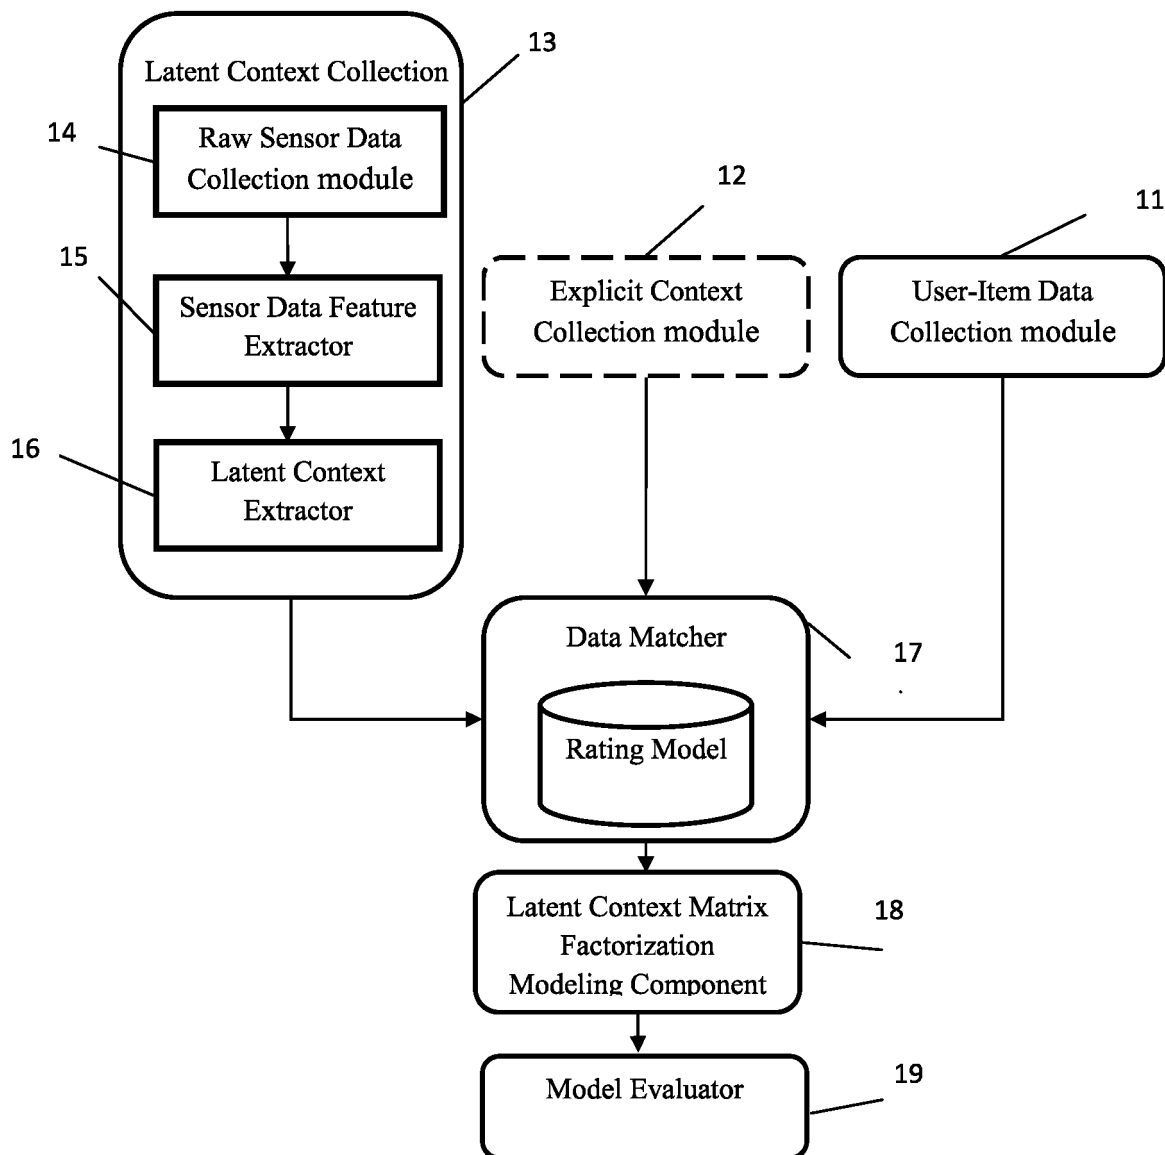 13
Latent Context Collection
14
Raw Sensor Data
Collection module
12
11
15
Sensor Data Feature
Extractor
Explicit Context
Collection module
User-Item Data
Collection module
16
Latent Context
Extractor
Data Matcher
17
Rating Model
Latent Context Matrix
Factorization
Modeling Component
18
Model Evaluator
19